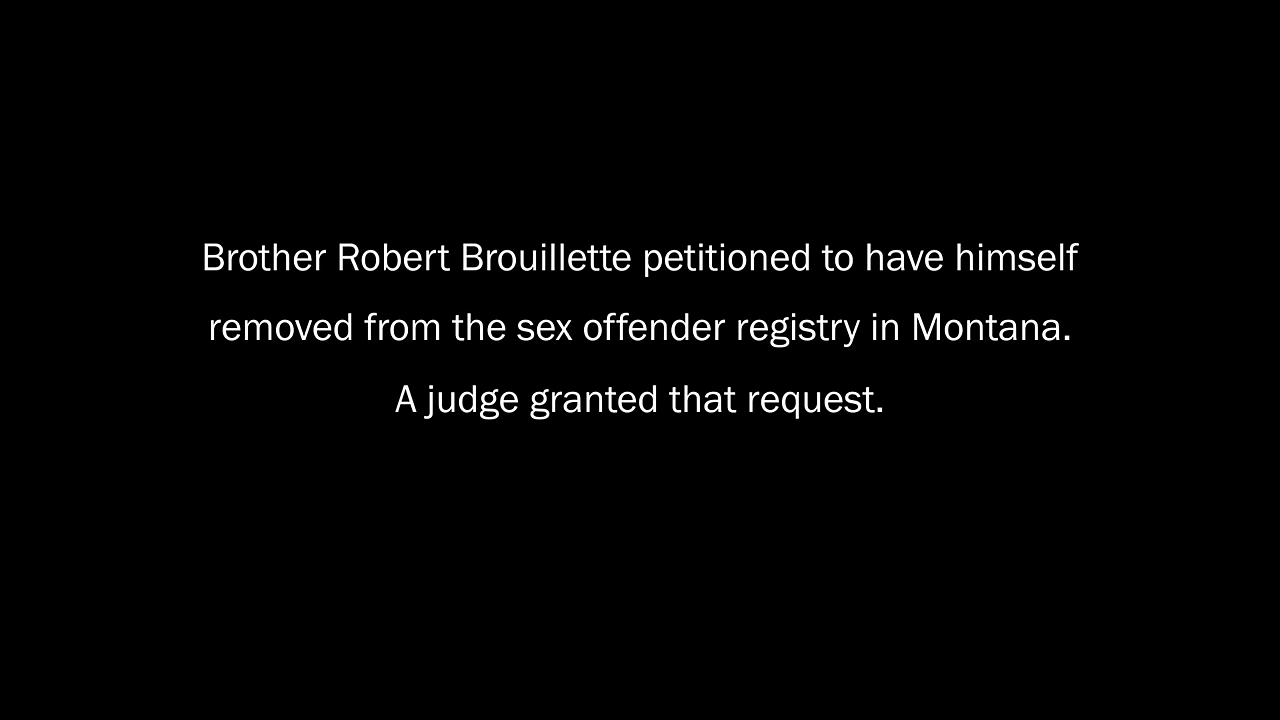 Brother Robert Brouillette petitioned to have himself
removed from the sex offender registry in Montana.
A judge granted that request.